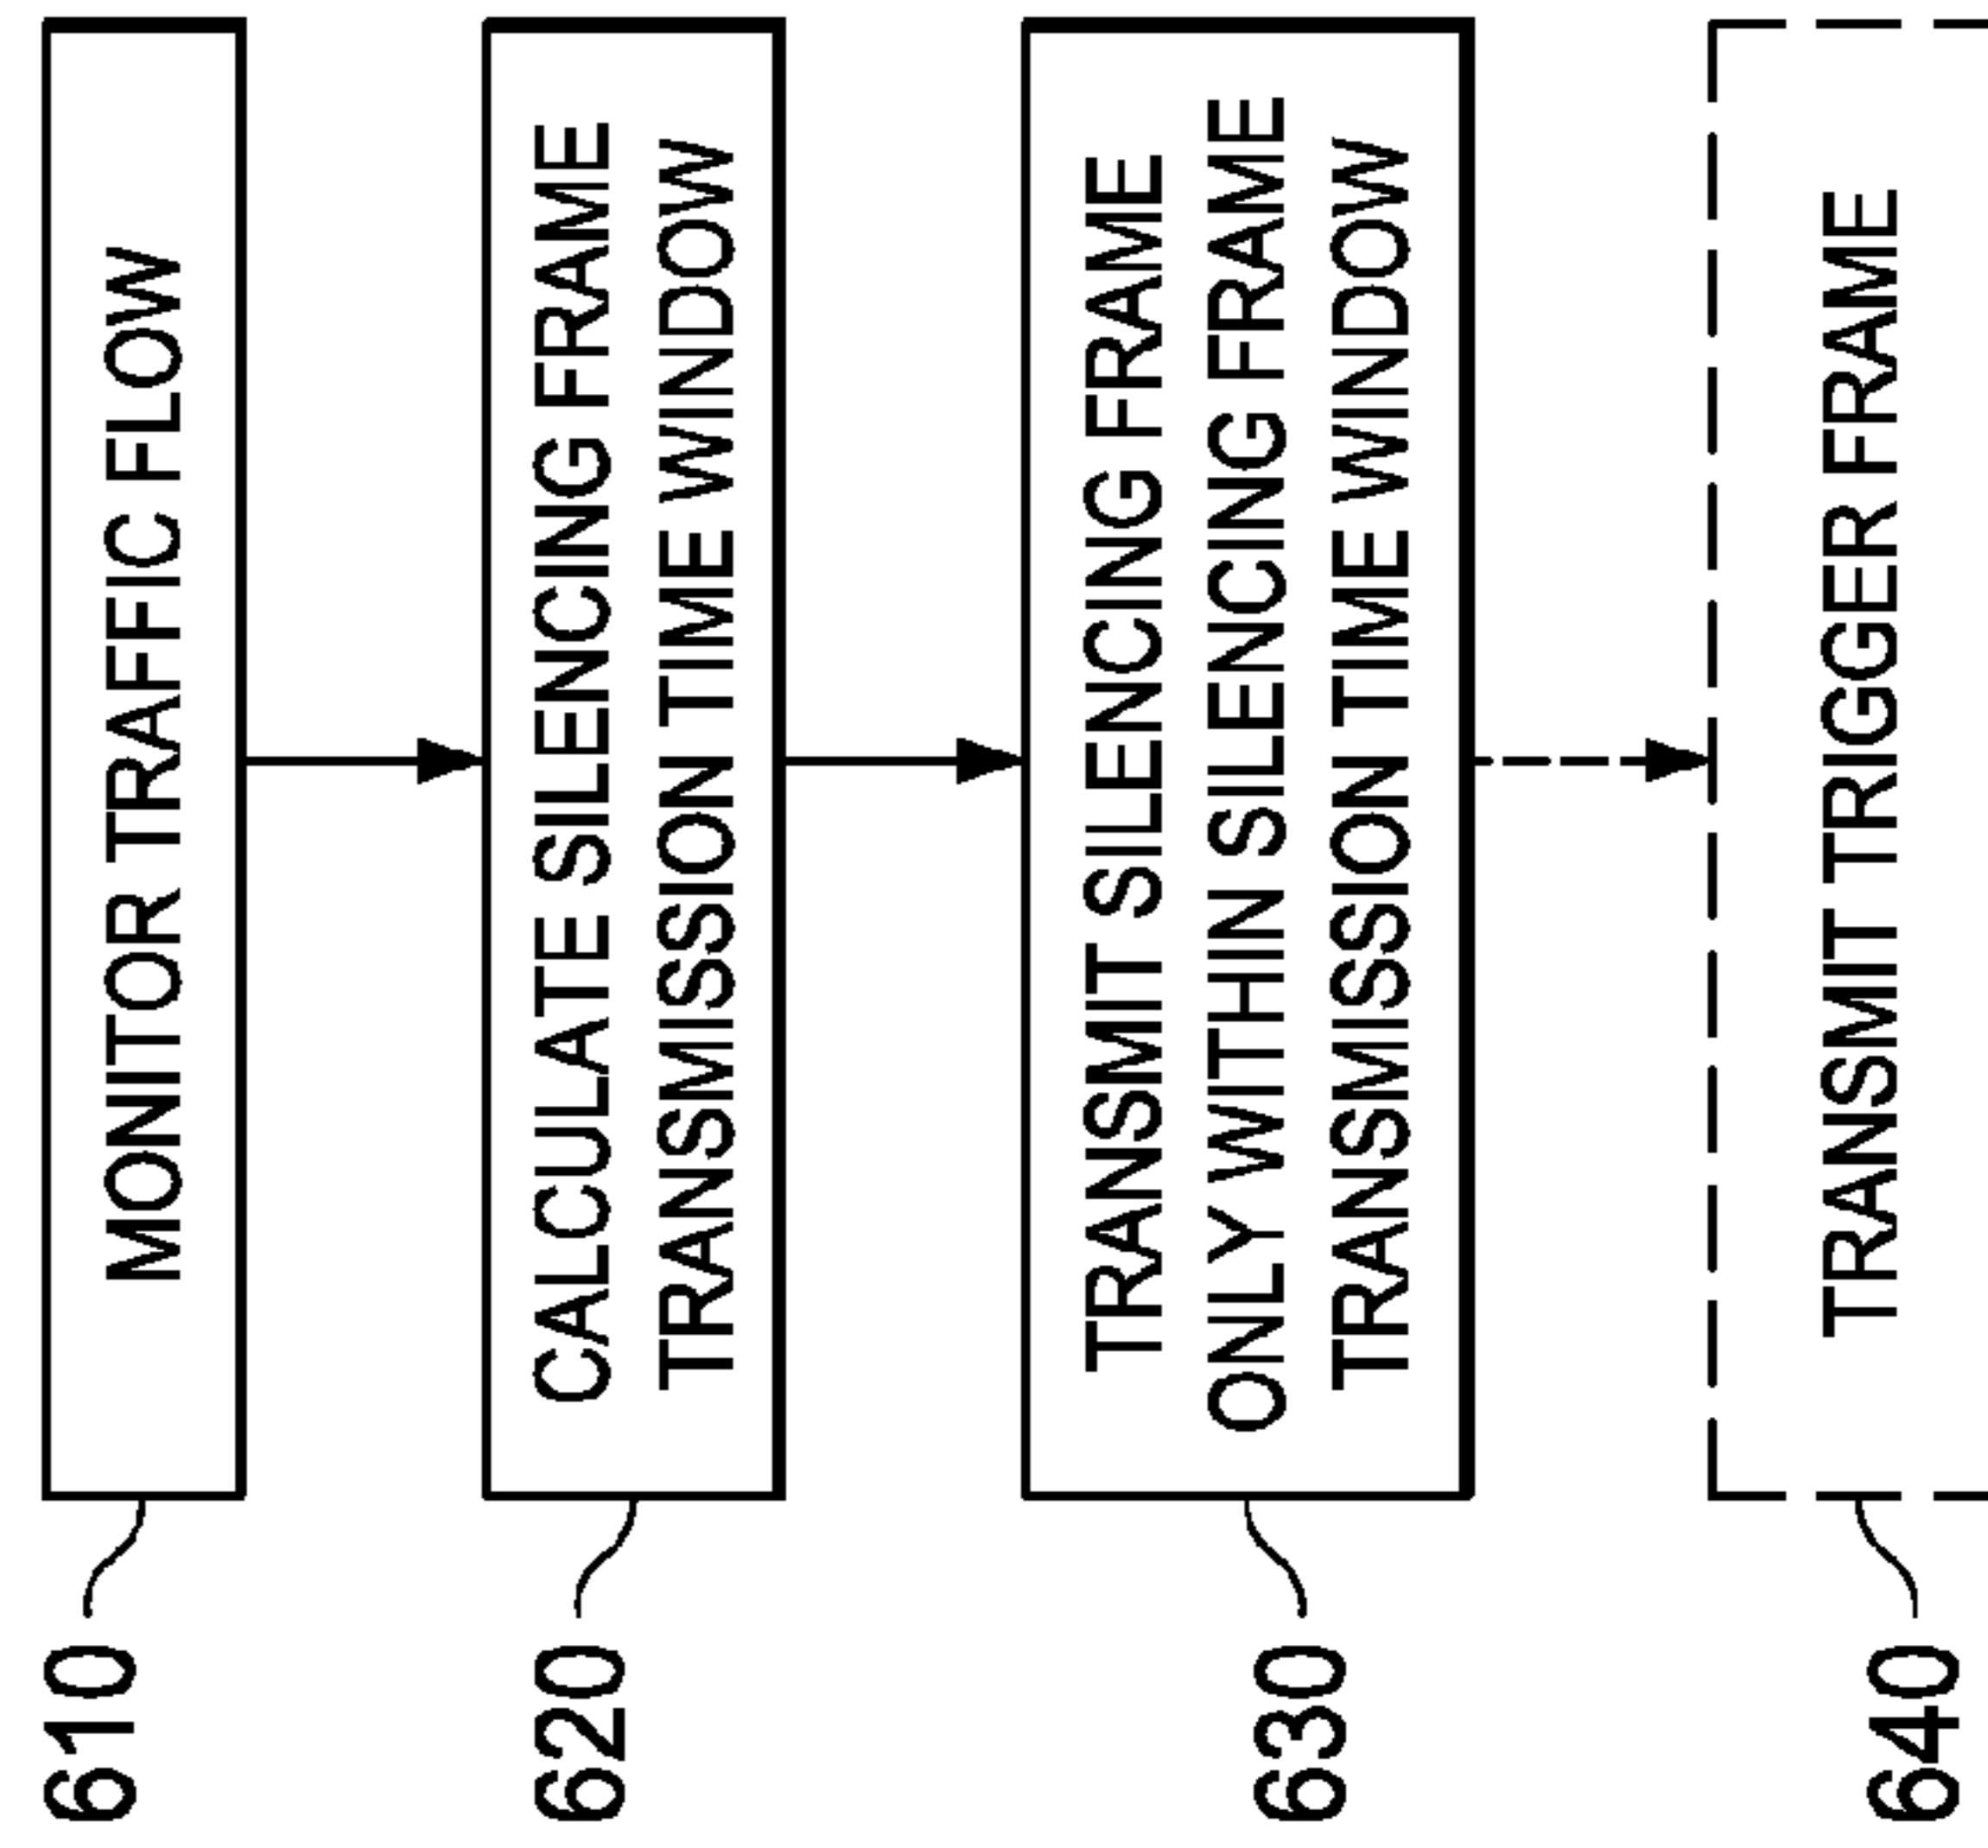 610
MONITOR TRAFFIC FLOW
620
CALCULATE SILENCING FRAME
TRANSMISSION TIME WINDOW
630
TRANSMIT SILENCING FRAME
ONLY WITHIN SILENCING FRAME
TRANSMISSION TIME WINDOW
640
TRANSMIT TRIGGER FRAME